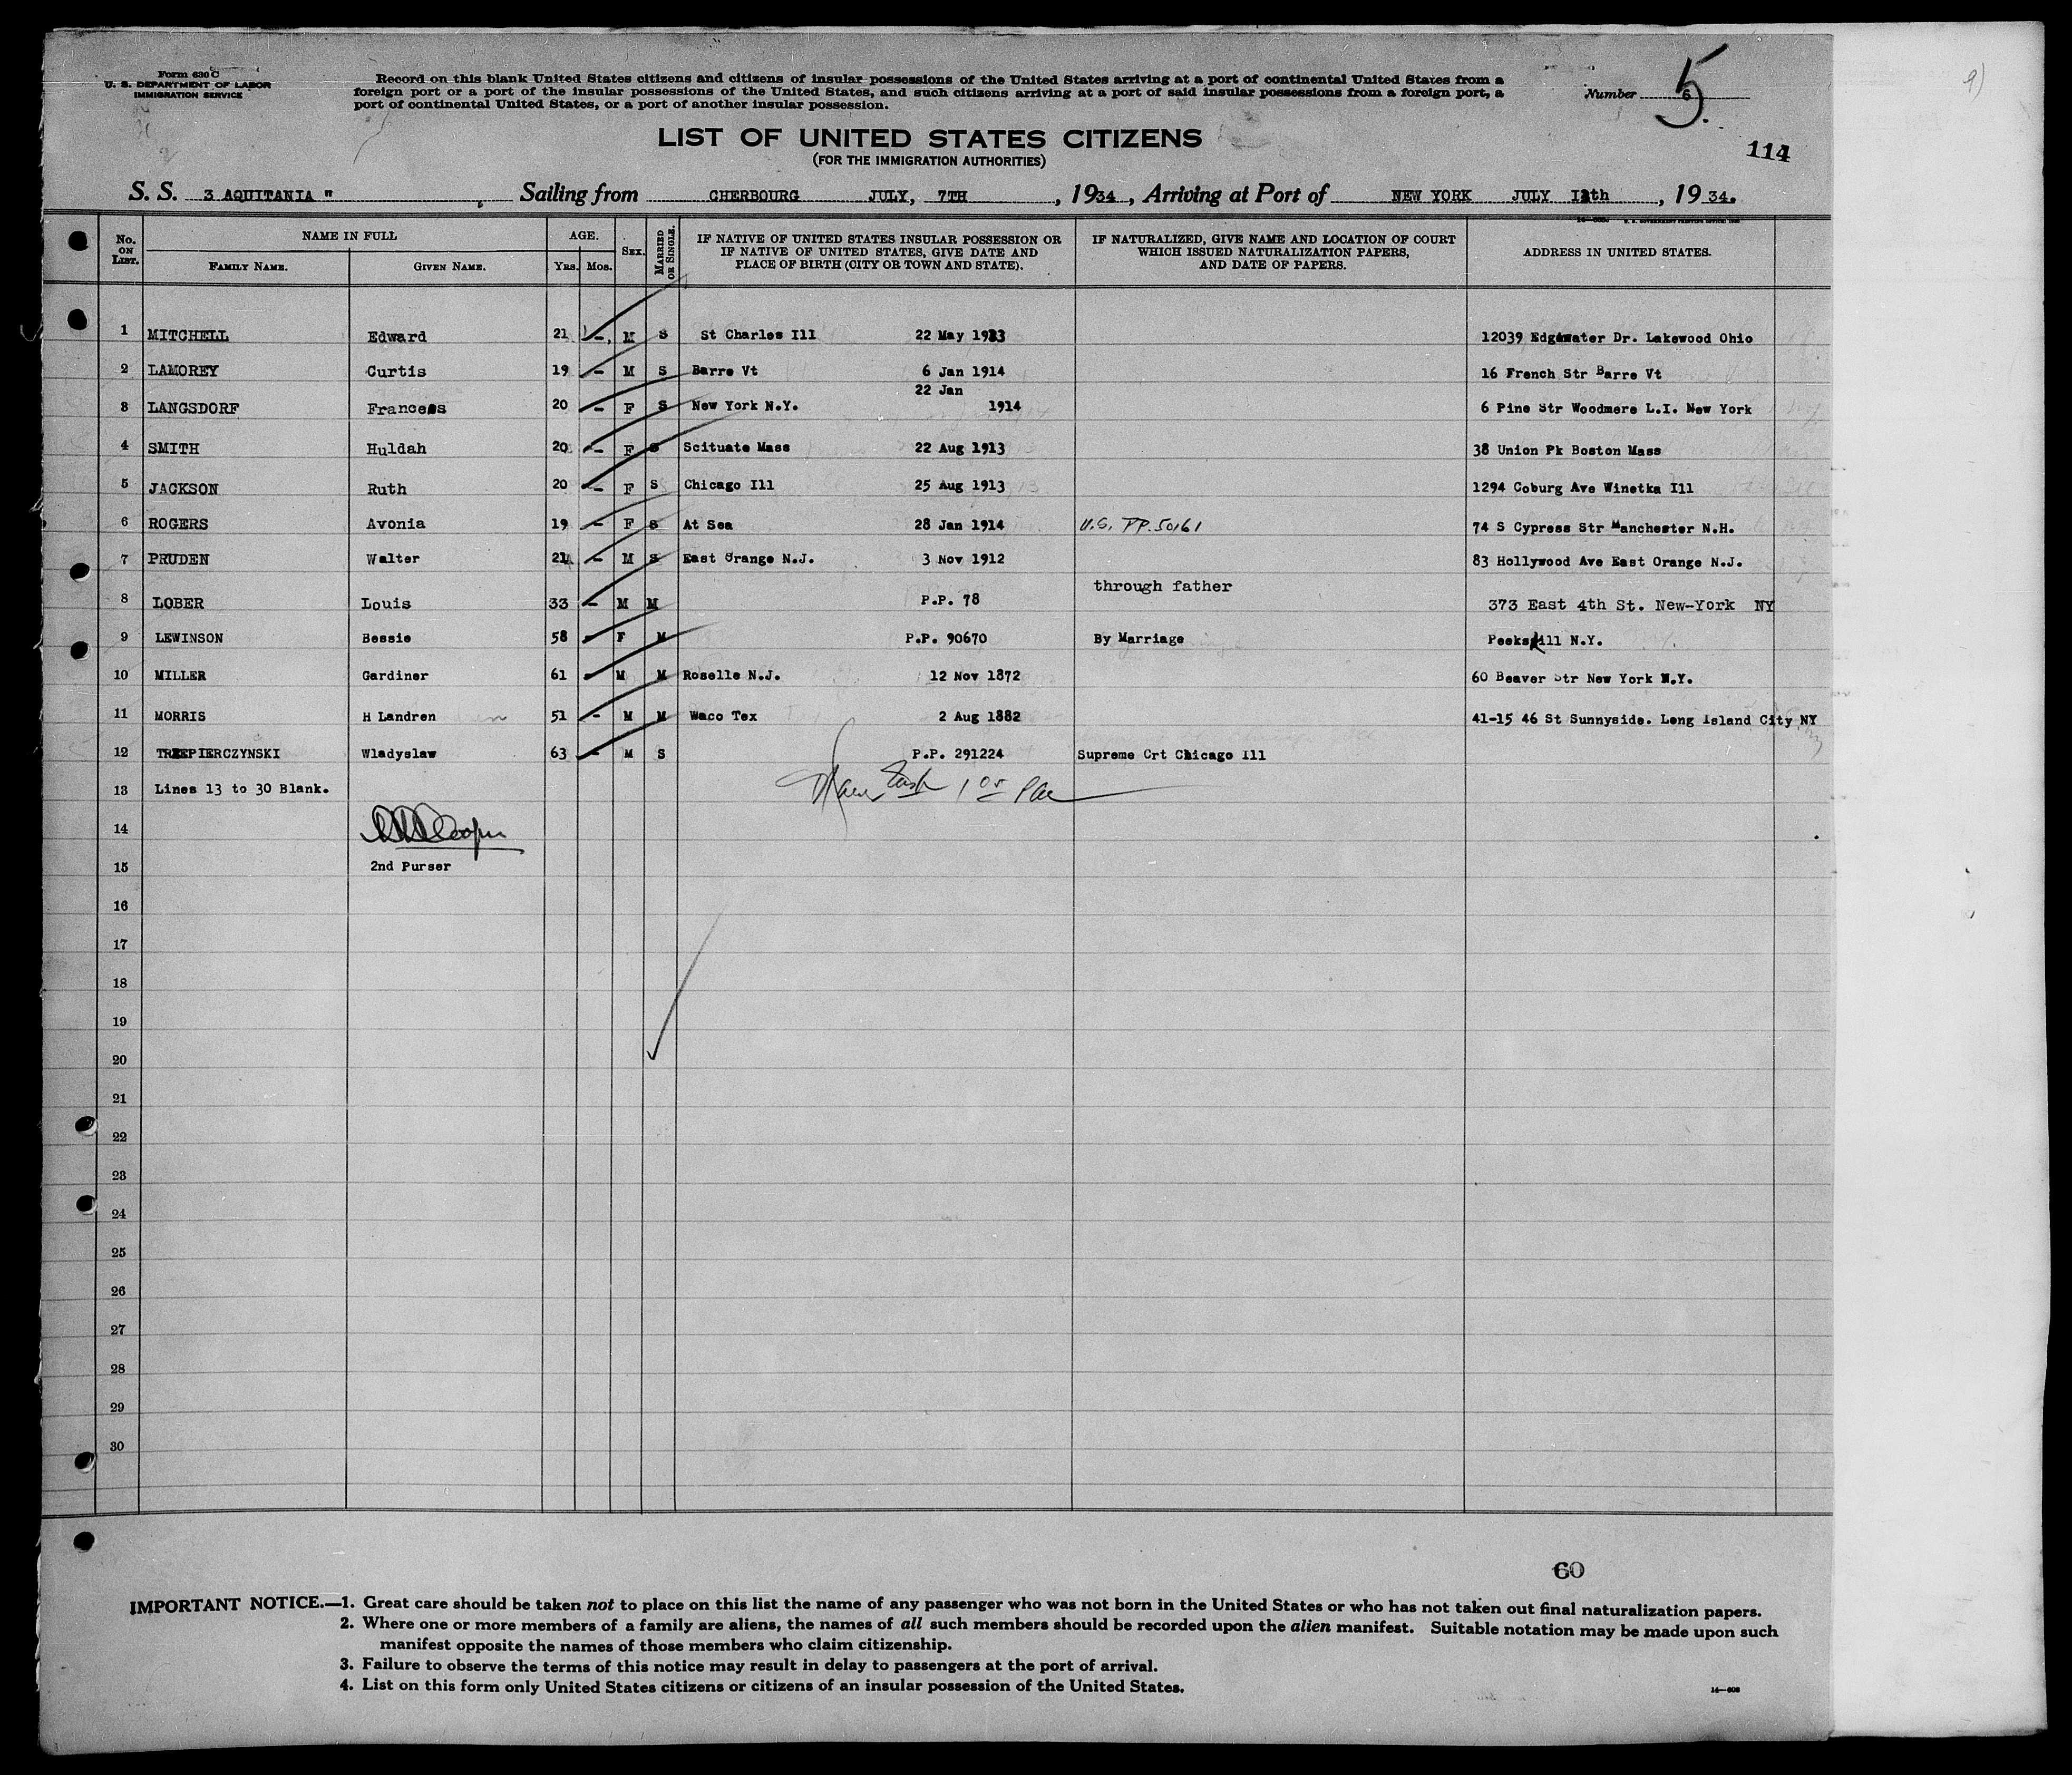 Form 630 C
U. S. DEPARTMENT OF LABOR
IMMIGRATION SERVICE
Record on this blank United States citizens and citizens of insular possessions of the United States arriving at a port of continental United States from a
foreign port or a port of the insular possessions of the United States, and such citizens arriving at a port of said insular possessions from a foreign port, a
port of continental United States, or a port of another insular possession.
Number 6
5.
114
LIST OF UNITED STATES CITIZENS
(FOR THE IMMIGRATION AUTHORITIES)
S. S. 3 AQUITANIA " Sailing from CHERBOURG JULY, 7TH , 1934 , Arriving at Port of NEW YORK JULY 13th , 19 34.
No. ON LIST. NAME IN FULL AGE. SEX. MARRIED OR SINGLE. IF NATIVE OF UNITED STATES INSULAR POSSESSION OR IF NATIVE OF UNITED STATES, GIVE DATE AND PLACE OF BIRTH (CITY OR TOWN AND STATE). IF NATURALIZED, GIVE NAME AND LOCATION OF COURT WHICH ISSUED NATURALIZATION PAPERS, AND DATE OF PAPERS. ADDRESS IN UNITED STATES.
FAMILY NAME. GIVEN NAME. YRS. MOS.
1 MITCHELL Edward 21 - M S St Charles Ill 22 May 1913 12039 Edgewater Dr. Lakewood Ohio
2 LAMOREY Curtis 19 - M S Barre Vt 6 Jan 1914 16 French Str Barre Vt
3 LANGSDORF Frances 20 - F S New York N.Y. 22 Jan 1914 6 Pine Str Woodmere L.I. New York
4 SMITH Huldah 20 - F S Scituate Mass 22 Aug 1913 38 Union Pk Boston Mass
5 JACKSON Ruth 20 - F S Chicago Ill 25 Aug 1913 1294 Coburg Ave Winetka Ill
6 ROGERS Avonia 19 - F S At Sea 28 Jan 1914 U.S. PP. 50161 74 S Cypress Str Manchester N.H.
7 PRUDEN Walter 21 - M S East Orange N.J. 3 Nov 1912 83 Hollywood Ave East Orange N.J.
8 LOBER Louis 33 - M M P.P. 78 through father 373 East 4th St. New-York NY
9 LEWINSON Bessie 58 - F M P.P. 90670 By Marriage Peekskill N.Y.
10 MILLER Gardiner 61 - M M Roselle N.J. 12 Nov 1872 60 Beaver Str New York N.Y.
11 MORRIS H Landren 51 - M M Waco Tex 2 Aug 1882 41-15 46 St Sunnyside. Long Island City NY
12 TRZEPIERCZYNSKI Wladyslaw 63 - M S P.P. 291224 Supreme Crt Chicago Ill
13 Lines 13 to 30 Blank.
14 Cooper
15 2nd Purser
16
17
18
19
20
21
22
23
24
25
26
27
28
29
30
60
IMPORTANT NOTICE.—1. Great care should be taken not to place on this list the name of any passenger who was not born in the United States or who has not taken out final naturalization papers.
2. Where one or more members of a family are aliens, the names of all such members should be recorded upon the alien manifest. Suitable notation may be made upon such
manifest opposite the names of those members who claim citizenship.
3. Failure to observe the terms of this notice may result in delay to passengers at the port of arrival.
4. List on this form only United States citizens or citizens of an insular possession of the United States.